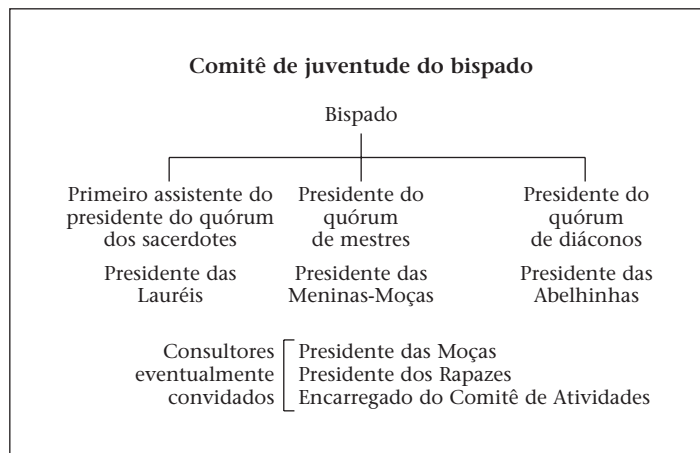 Comitê de juventude do bispado
Bispado
Primeiro assistente do
presidente do quórum
dos sacerdotes
Presidente das
Lauréis
Presidente do
quórum
de mestres
Presidente das
Meninas-Moças
Presidente do
quórum
de diáconos
Presidente das
Abelhinhas
Consultores
eventualmente
convidados
Presidente das Moças
Presidente dos Rapazes
Encarregado do Comitê de Atividades